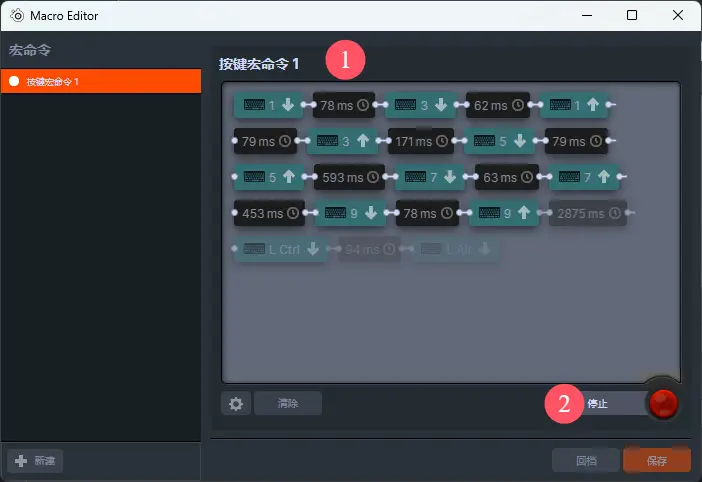 Macro Editor
宏命令
按键宏命令 1
1
按键宏命令 1
1 78 ms 3 62 ms 1
79 ms 3 171 ms 5 79 ms
5 593 ms 7 63 ms 7
453 ms 9 78 ms 9 2875 ms
L Ctrl 94 ms L Alt
清除
2
停止
新建
回档
保存